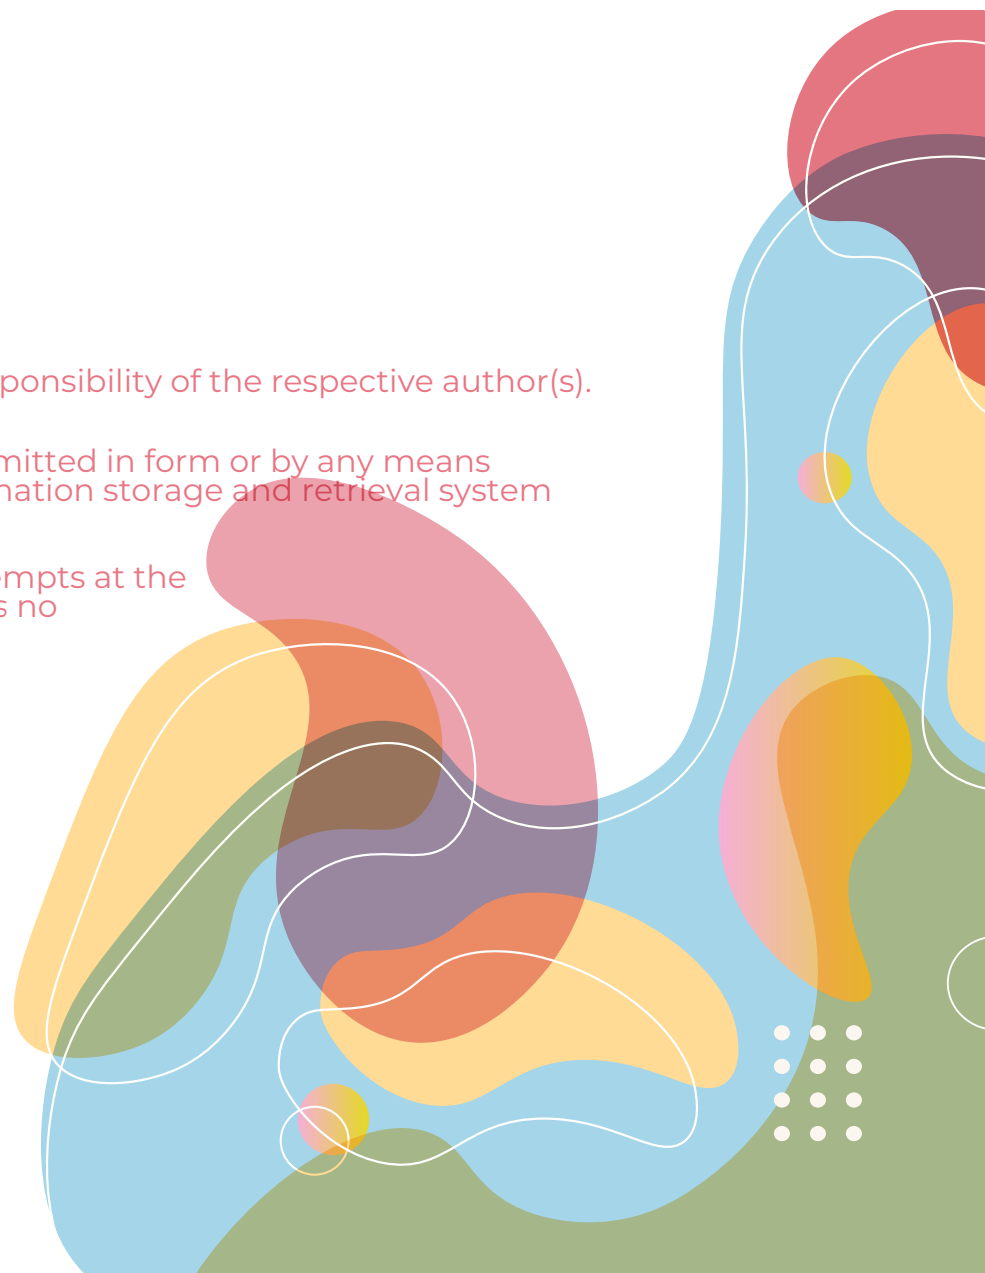 ponsibility of the respective author(s).
mitted in form or by any means
nation storage and retrieval system
empts at the
s no